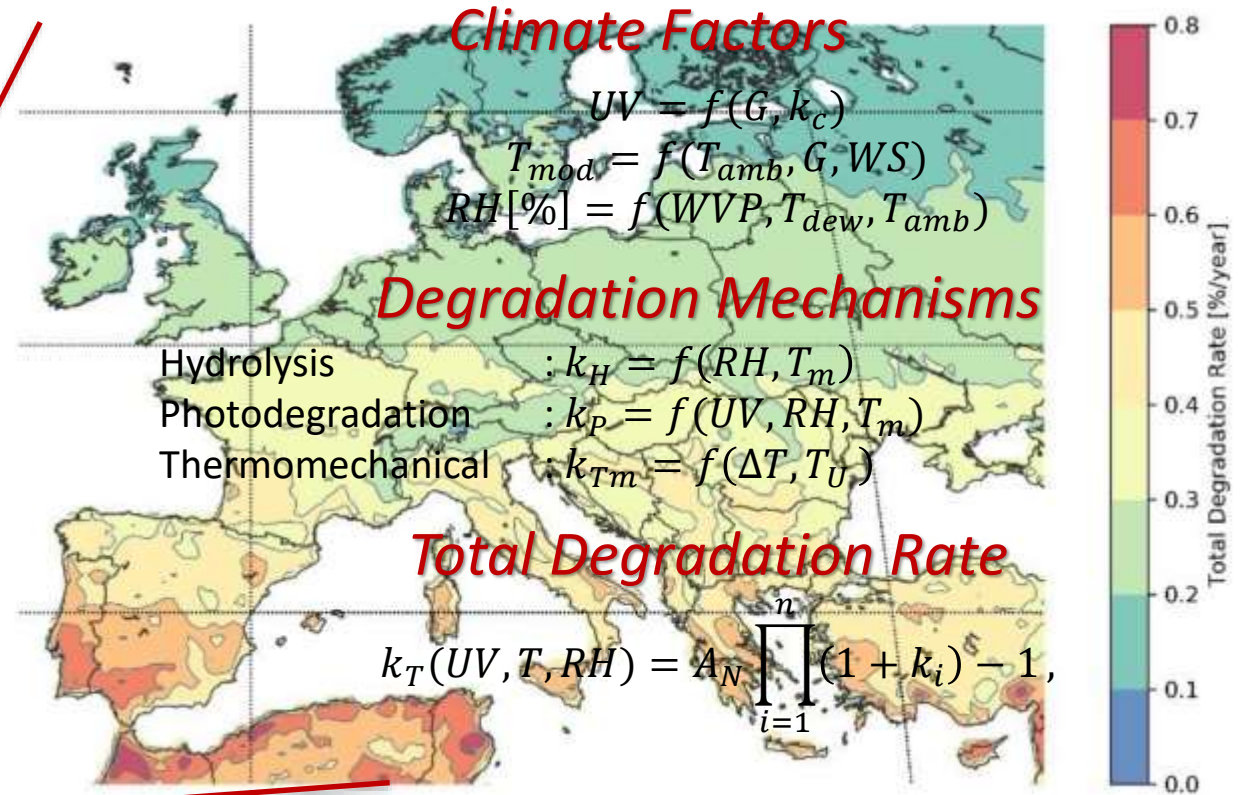 Climate Factors
UV = f(G, k_c)
T_mod = f(T_amb, G, WS)
RH[%] = f(WVP, T_dew, T_amb)
Degradation Mechanisms
Hydrolysis : k_H = f(RH, T_m)
Photodegradation : k_P = f(UV, RH, T_m)
Thermomechanical : k_Tm = f(ΔT, T_U)
Total Degradation Rate
k_T(UV, T, RH) = A_N ∏_{i=1}^{n} (1 + k_i) − 1 ,
0.8
0.7
0.6
0.5
0.4
0.3
0.2
0.1
0.0
Total Degradation Rate [%/year]